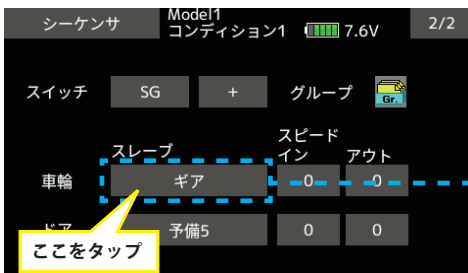 シーケンサ Model1 7.6V 2/2
コンディション1
スイッチ SG + グループ Gr.
スピード
スレーブ イン アウト
車輪 ギア 0 0
ドア 予備5 0 0
ここをタップ